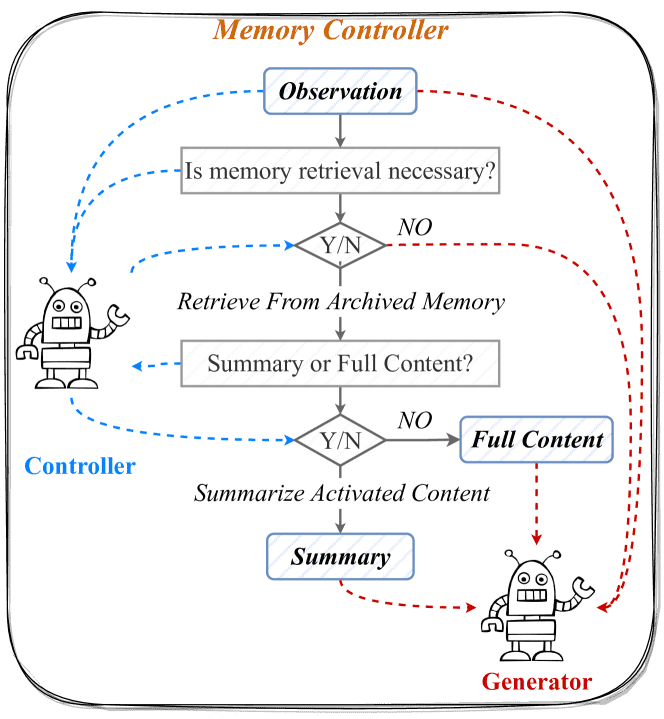 Memory Controller
Observation
Is memory retrieval necessary?
Y/N
NO
Retrieve From Archived Memory
Summary or Full Content?
Y/N
NO
Full Content
Controller
Summarize Activated Content
Summary
Generator